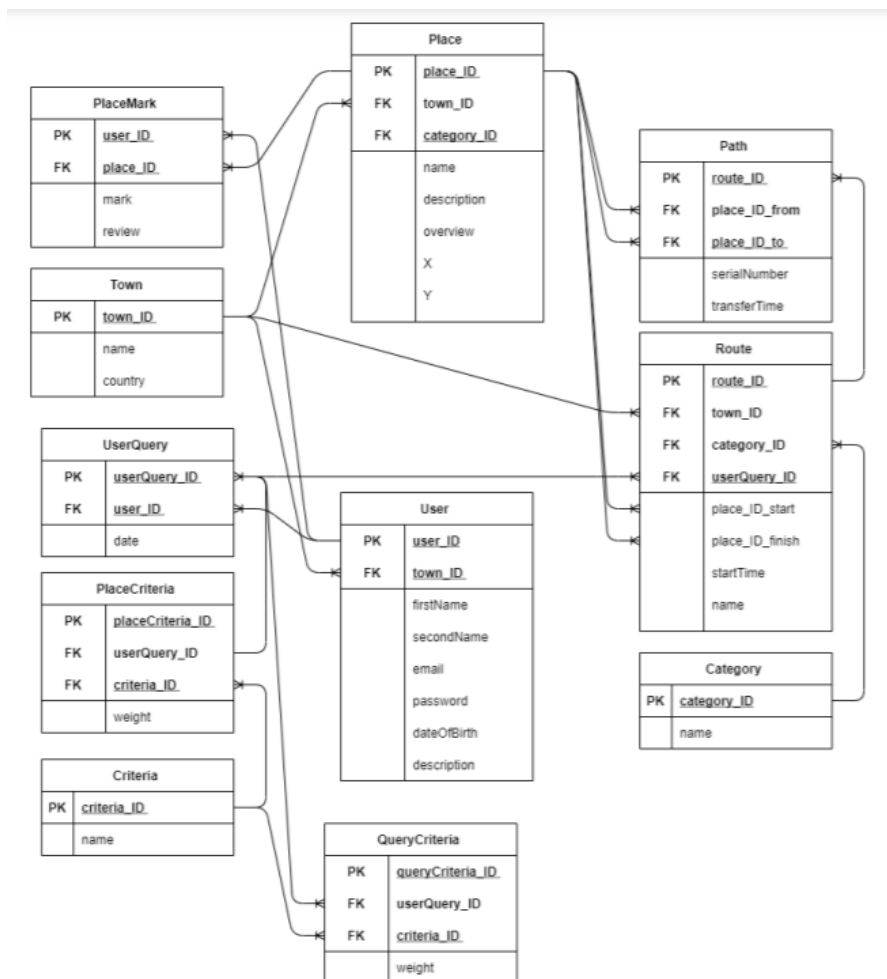 Place
PK place_ID
FK town_ID
FK category_ID
name
description
overview
X
Y
PlaceMark
PK user_ID
FK place_ID
mark
review
Town
PK town_ID
name
country
Path
PK route_ID
FK place_ID_from
FK place_ID_to
serialNumber
transferTime
Route
PK route_ID
FK town_ID
FK category_ID
FK userQuery_ID
place_ID_start
place_ID_finish
startTime
name
UserQuery
PK userQuery_ID
FK user_ID
date
User
PK user_ID
FK town_ID
firstName
secondName
email
password
dateOfBirth
description
PlaceCriteria
PK placeCriteria_ID
FK userQuery_ID
FK criteria_ID
weight
Category
PK category_ID
name
Criteria
PK criteria_ID
name
QueryCriteria
PK queryCriteria_ID
FK userQuery_ID
FK criteria_ID
weight